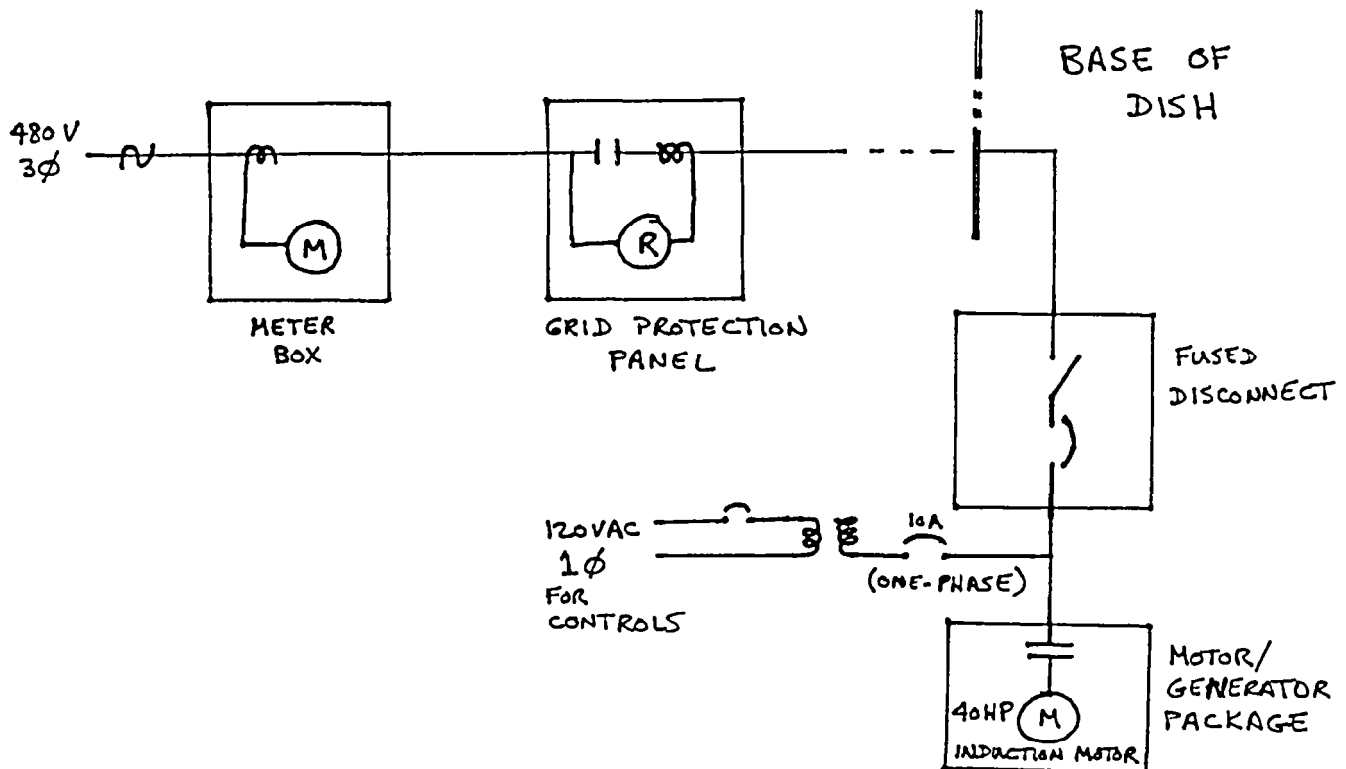 BASE OF
DISH
480V
3Ø
M
R
METER
BOX
GRID PROTECTION
PANEL
FUSED
DISCONNECT
120VAC
1Ø
FOR
CONTROLS
10A
(ONE-PHASE)
40HP
M
INDUCTION MOTOR
MOTOR/
GENERATOR
PACKAGE